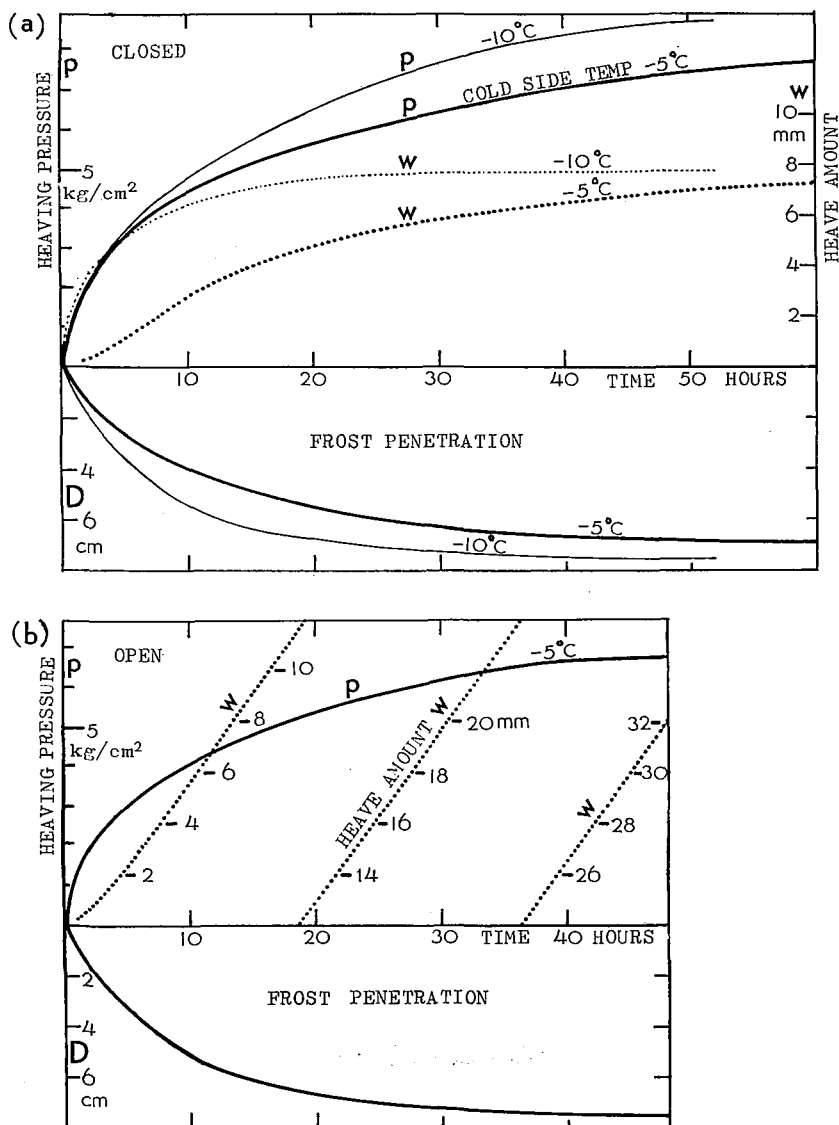 (a)
CLOSED
-10°C
P
P
COLD SIDE TEMP -5°C
P
W
10
mm
HEAVING PRESSURE
5
kg/cm²
W
-10°C
8
-5°C
W
6
HEAVE AMOUNT
4
2
10
20
30
40
TIME
50
HOURS
FROST PENETRATION
4
D
6
cm
-5°C
-10°C
(b)
OPEN
P
-5°C
10
P
W
8
W
20 mm
32
HEAVING PRESSURE
5
kg/cm²
6
18
30
HEAVE AMOUNT
4
16
W
28
2
14
26
10
20
30
TIME
40
HOURS
2
FROST PENETRATION
4
D
6
cm